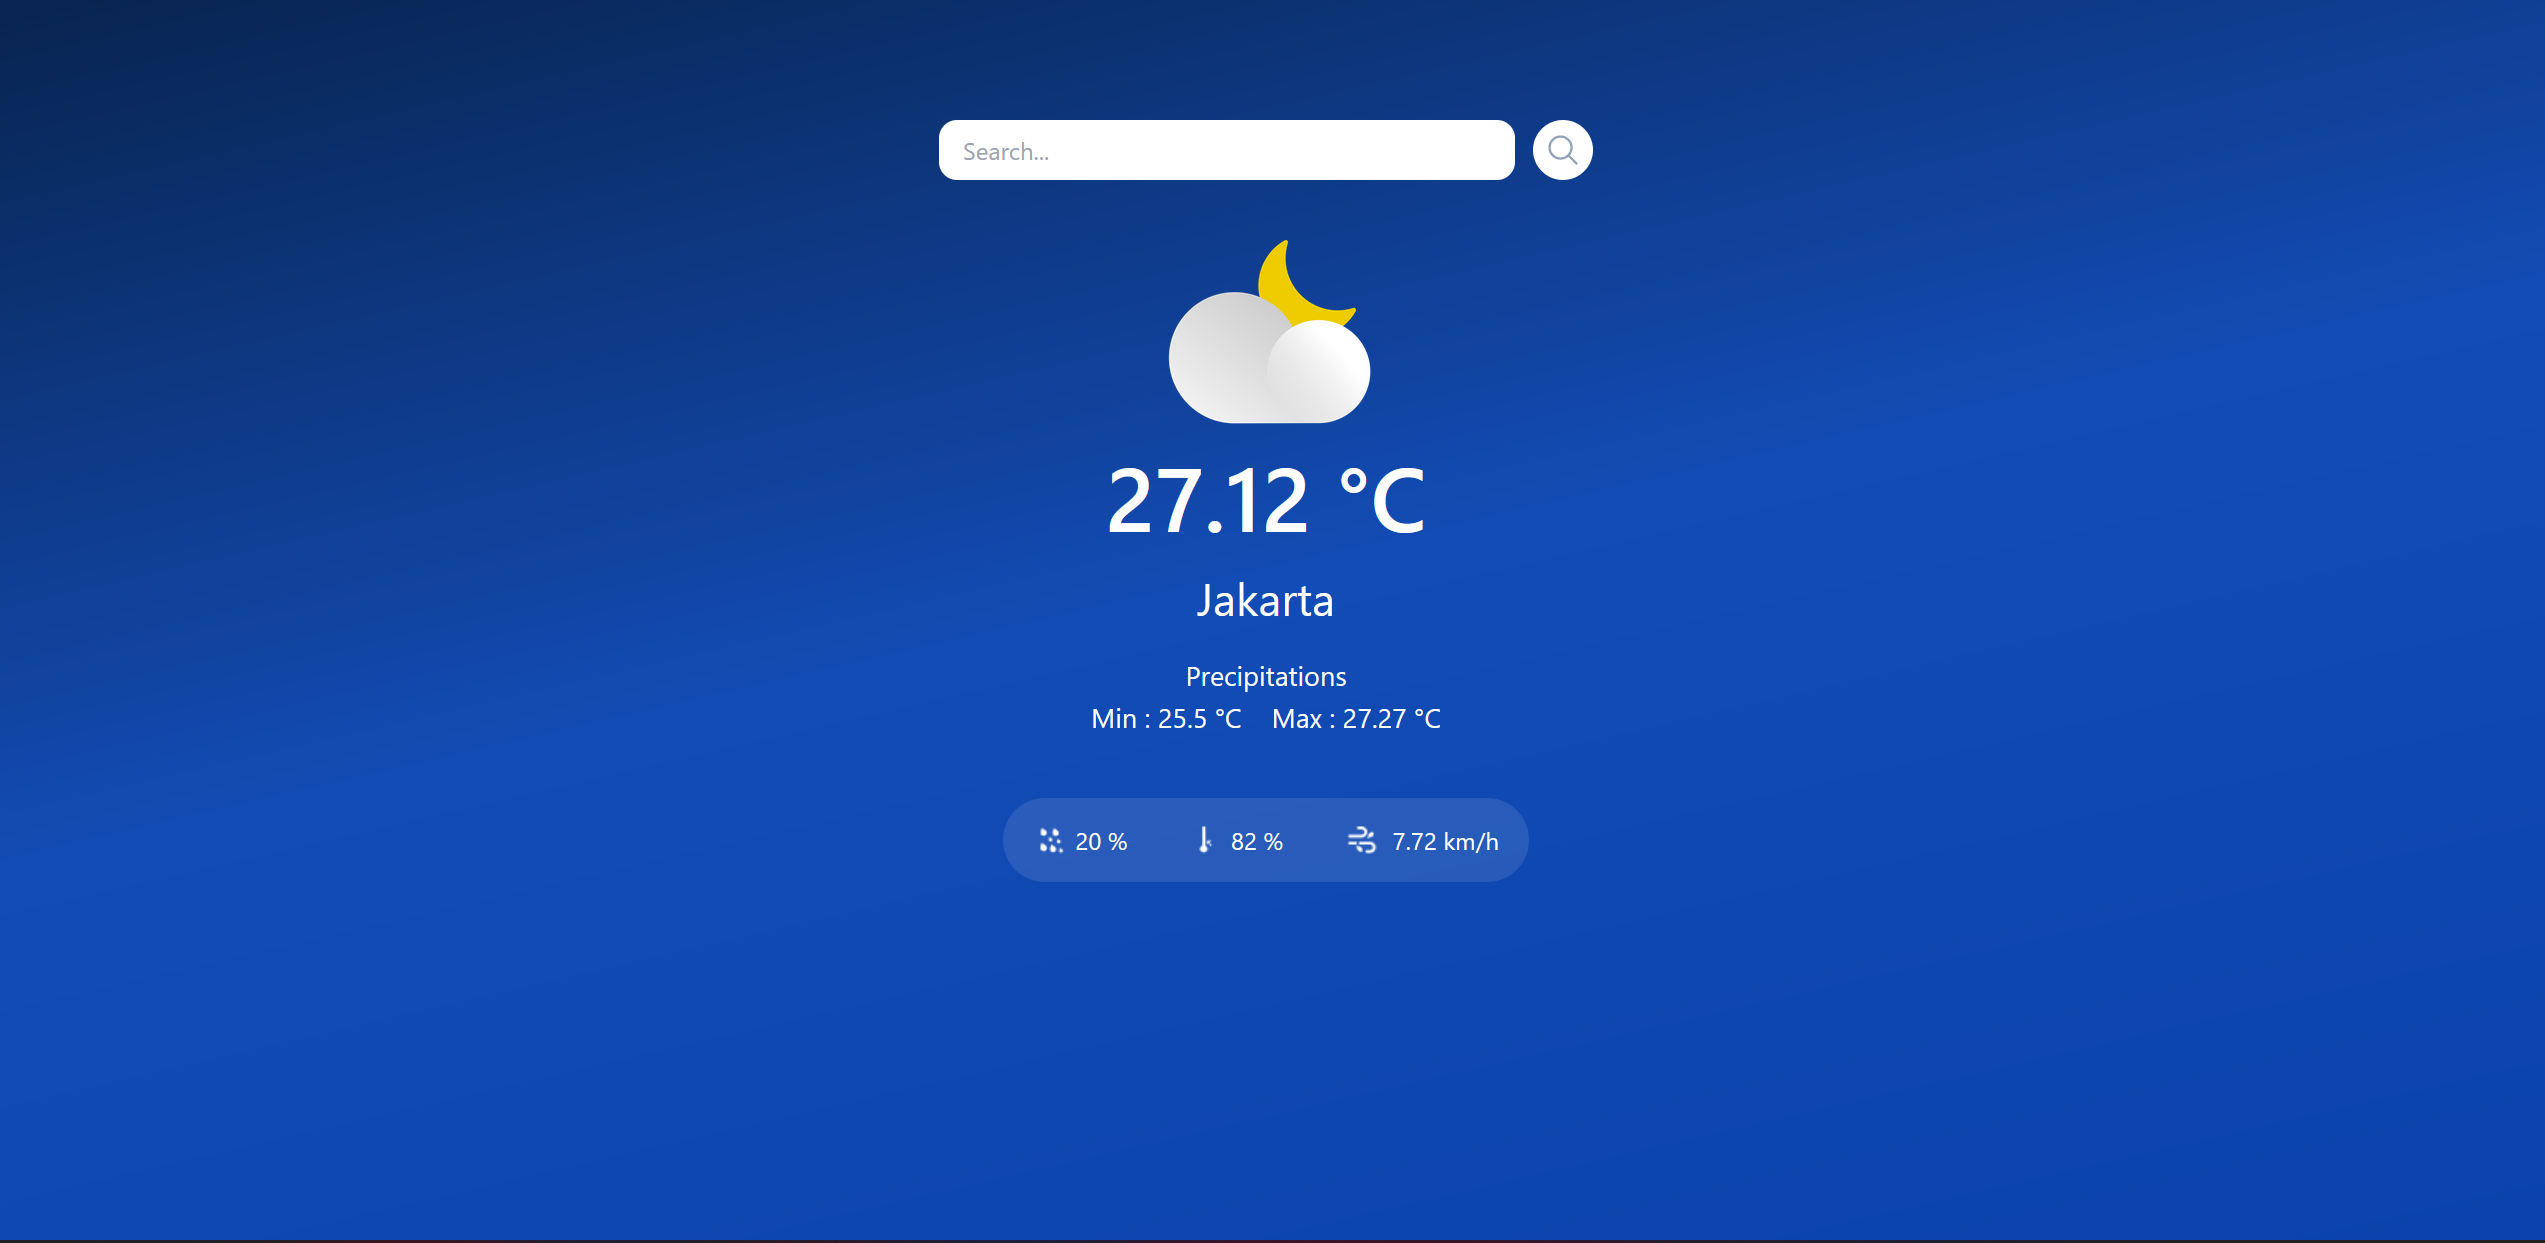 Search...
27.12 °C
Jakarta
Precipitations
Min : 25.5 °C Max : 27.27 °C
20 % 82 % 7.72 km/h